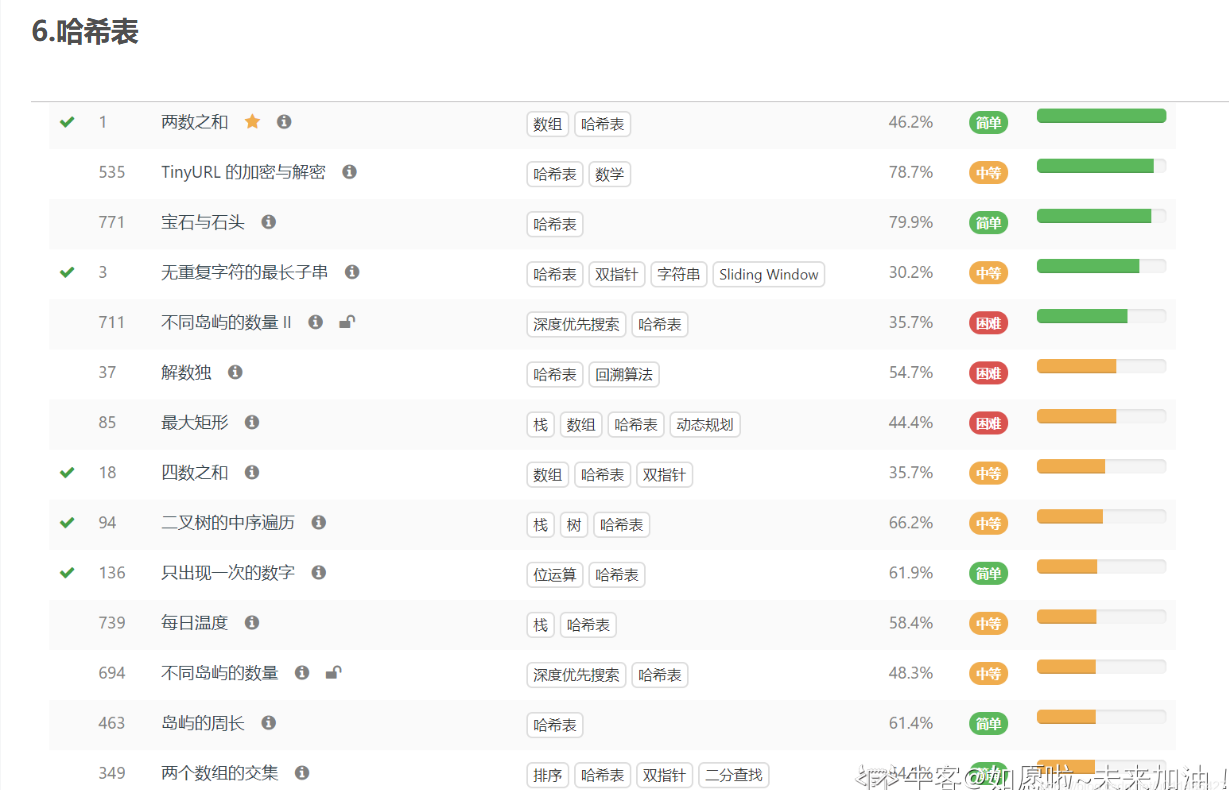 6.哈希表
1 两数之和 数组 哈希表 46.2% 简单
535 TinyURL 的加密与解密 哈希表 数学 78.7% 中等
771 宝石与石头 哈希表 79.9% 简单
3 无重复字符的最长子串 哈希表 双指针 字符串 Sliding Window 30.2% 中等
711 不同岛屿的数量 II 深度优先搜索 哈希表 35.7% 困难
37 解数独 哈希表 回溯算法 54.7% 困难
85 最大矩形 栈 数组 哈希表 动态规划 44.4% 困难
18 四数之和 数组 哈希表 双指针 35.7% 中等
94 二叉树的中序遍历 栈 树 哈希表 66.2% 中等
136 只出现一次的数字 位运算 哈希表 61.9% 简单
739 每日温度 栈 哈希表 58.4% 中等
694 不同岛屿的数量 深度优先搜索 哈希表 48.3% 中等
463 岛屿的周长 哈希表 61.4% 简单
349 两个数组的交集 排序 哈希表 双指针 二分查找 简单
牛客@如愿啦~未来加油！